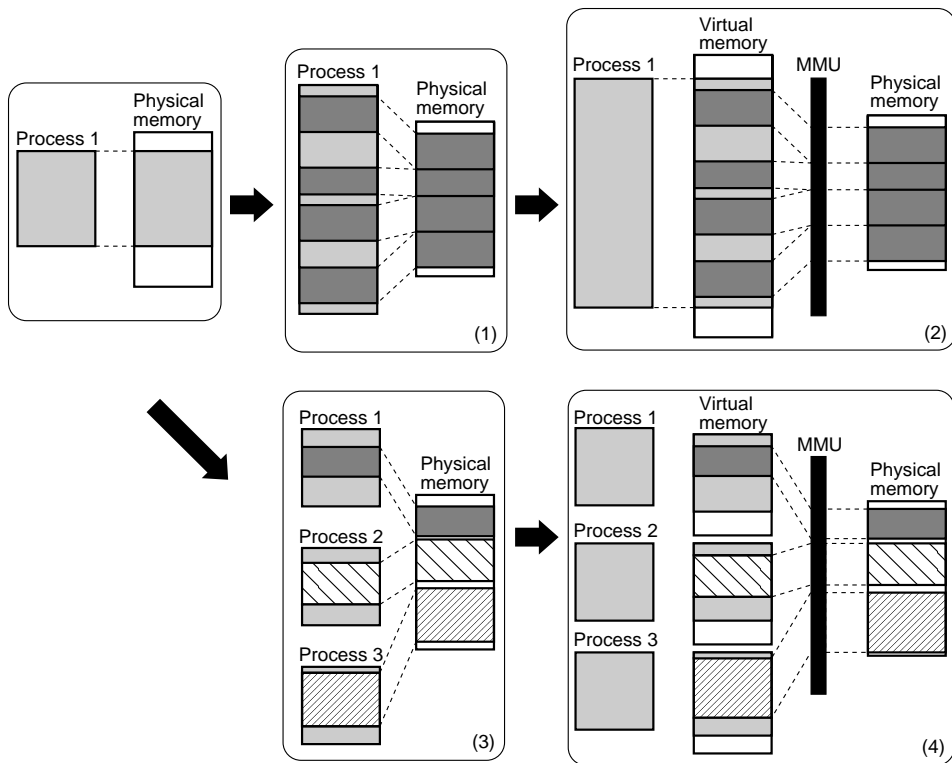 Process 1
Physical
memory
Process 1
Physical
memory
(1)
Process 1
Virtual
memory
MMU
Physical
memory
(2)
Process 1
Process 2
Process 3
Physical
memory
(3)
Process 1
Process 2
Process 3
Virtual
memory
MMU
Physical
memory
(4)